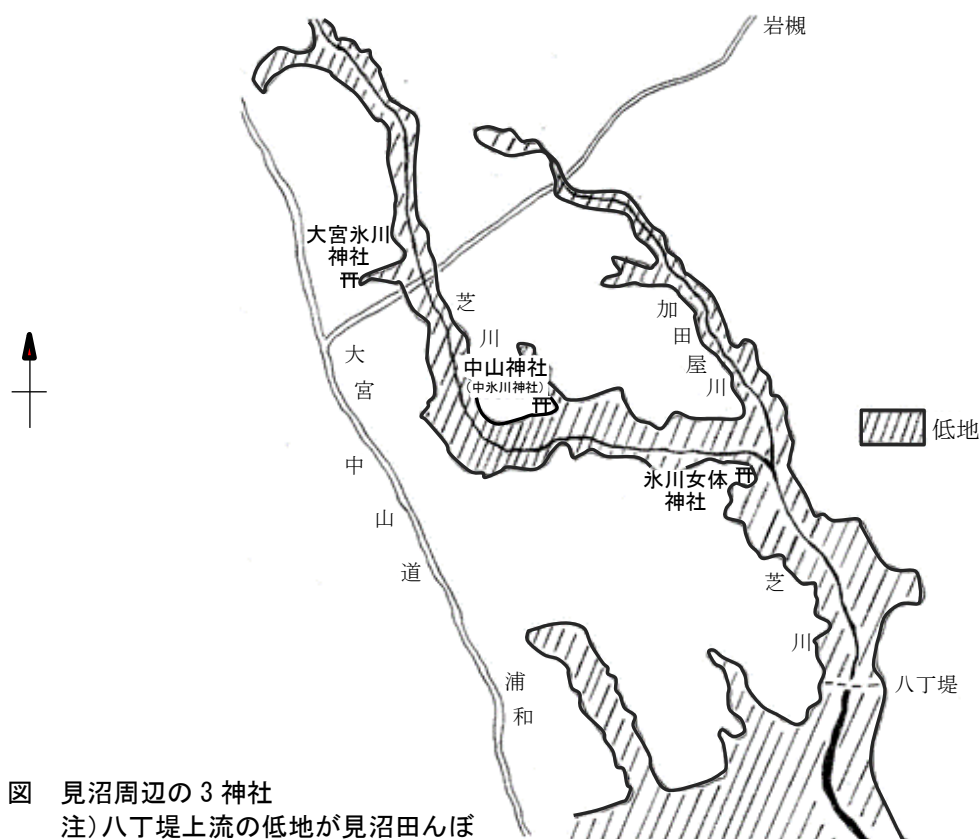 岩槻
大宮氷川
神社
芝川
加田屋川
中山神社
(中氷川神社)
大宮
低地
氷川女体
神社
中山道
芝川
八丁堤
浦和
図 見沼周辺の3神社
注)八丁堤上流の低地が見沼田んぼ